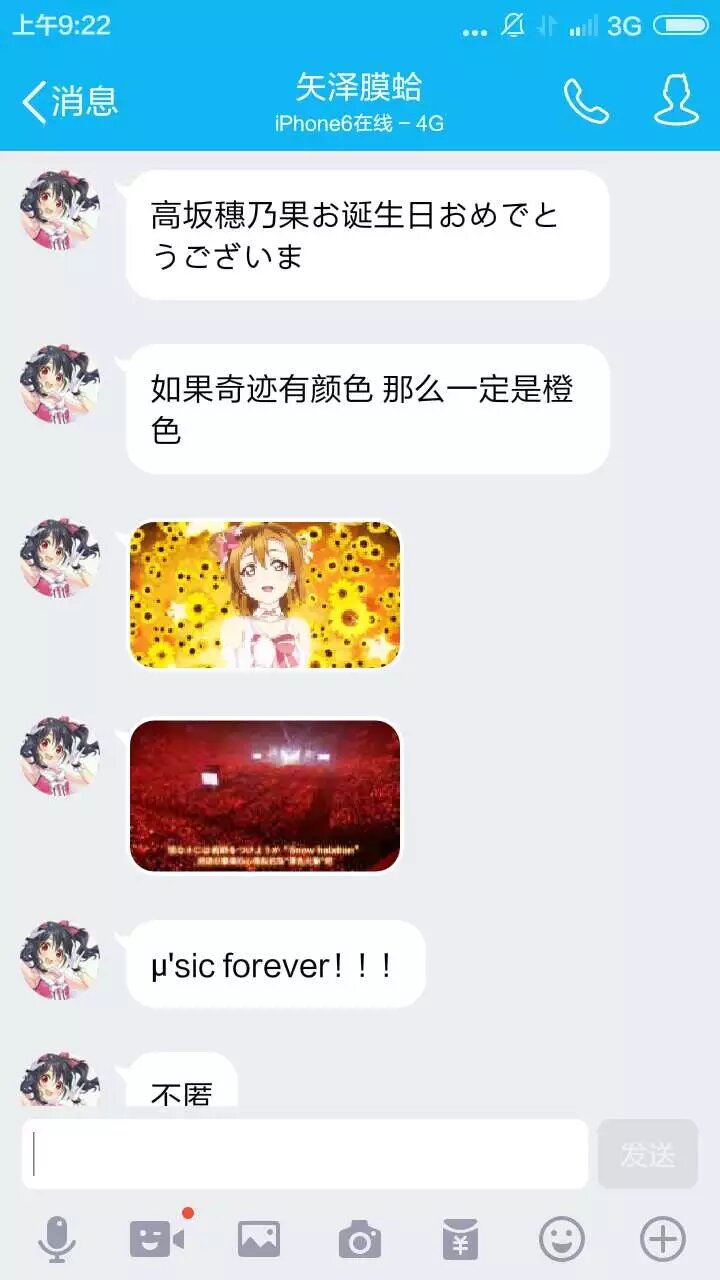 上午9:22
3G
消息
矢泽膜蛤
iPhone6在线 – 4G
高坂穗乃果お诞生日おめでと
うございま
如果奇迹有颜色 那么一定是橙
色
μ'sic forever！！！
不匿
发送